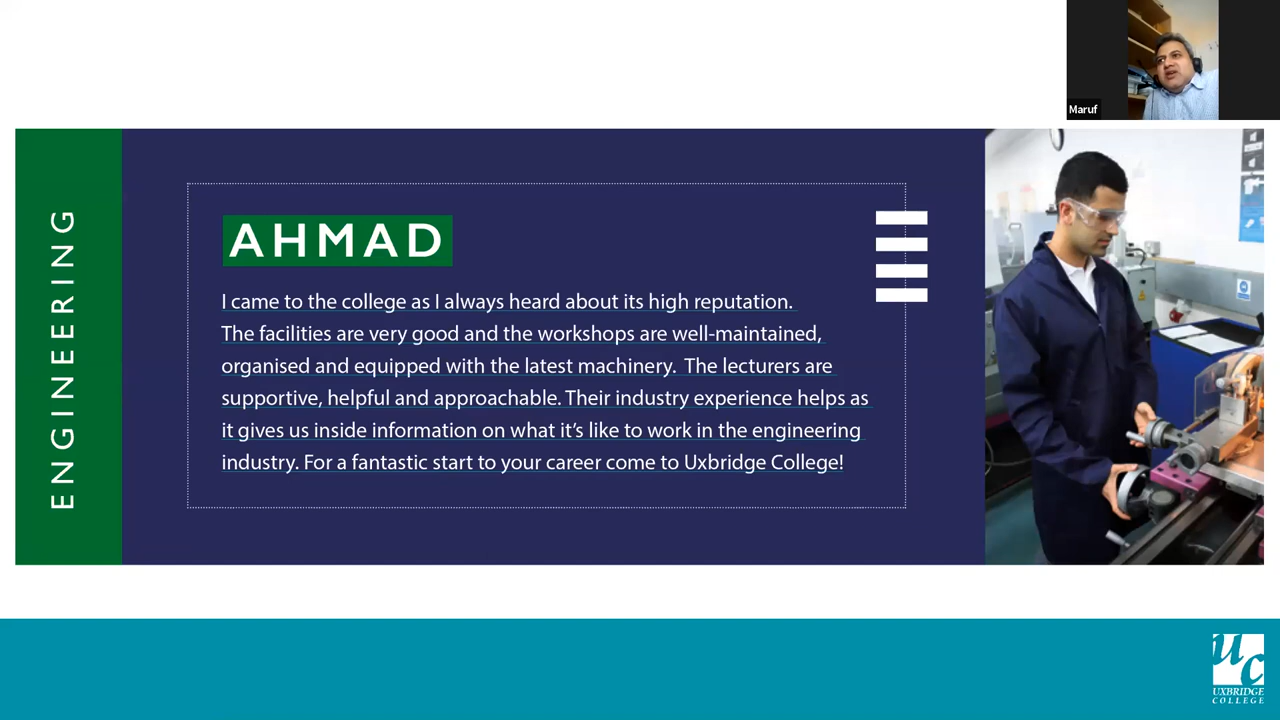 Maruf
ENGINEERING
AHMAD
I came to the college as I always heard about its high reputation.
The facilities are very good and the workshops are well-maintained,
organised and equipped with the latest machinery.  The lecturers are
supportive, helpful and approachable. Their industry experience helps as
it gives us inside information on what it’s like to work in the engineering
industry. For a fantastic start to your career come to Uxbridge College!
uc
UXBRIDGE
COLLEGE